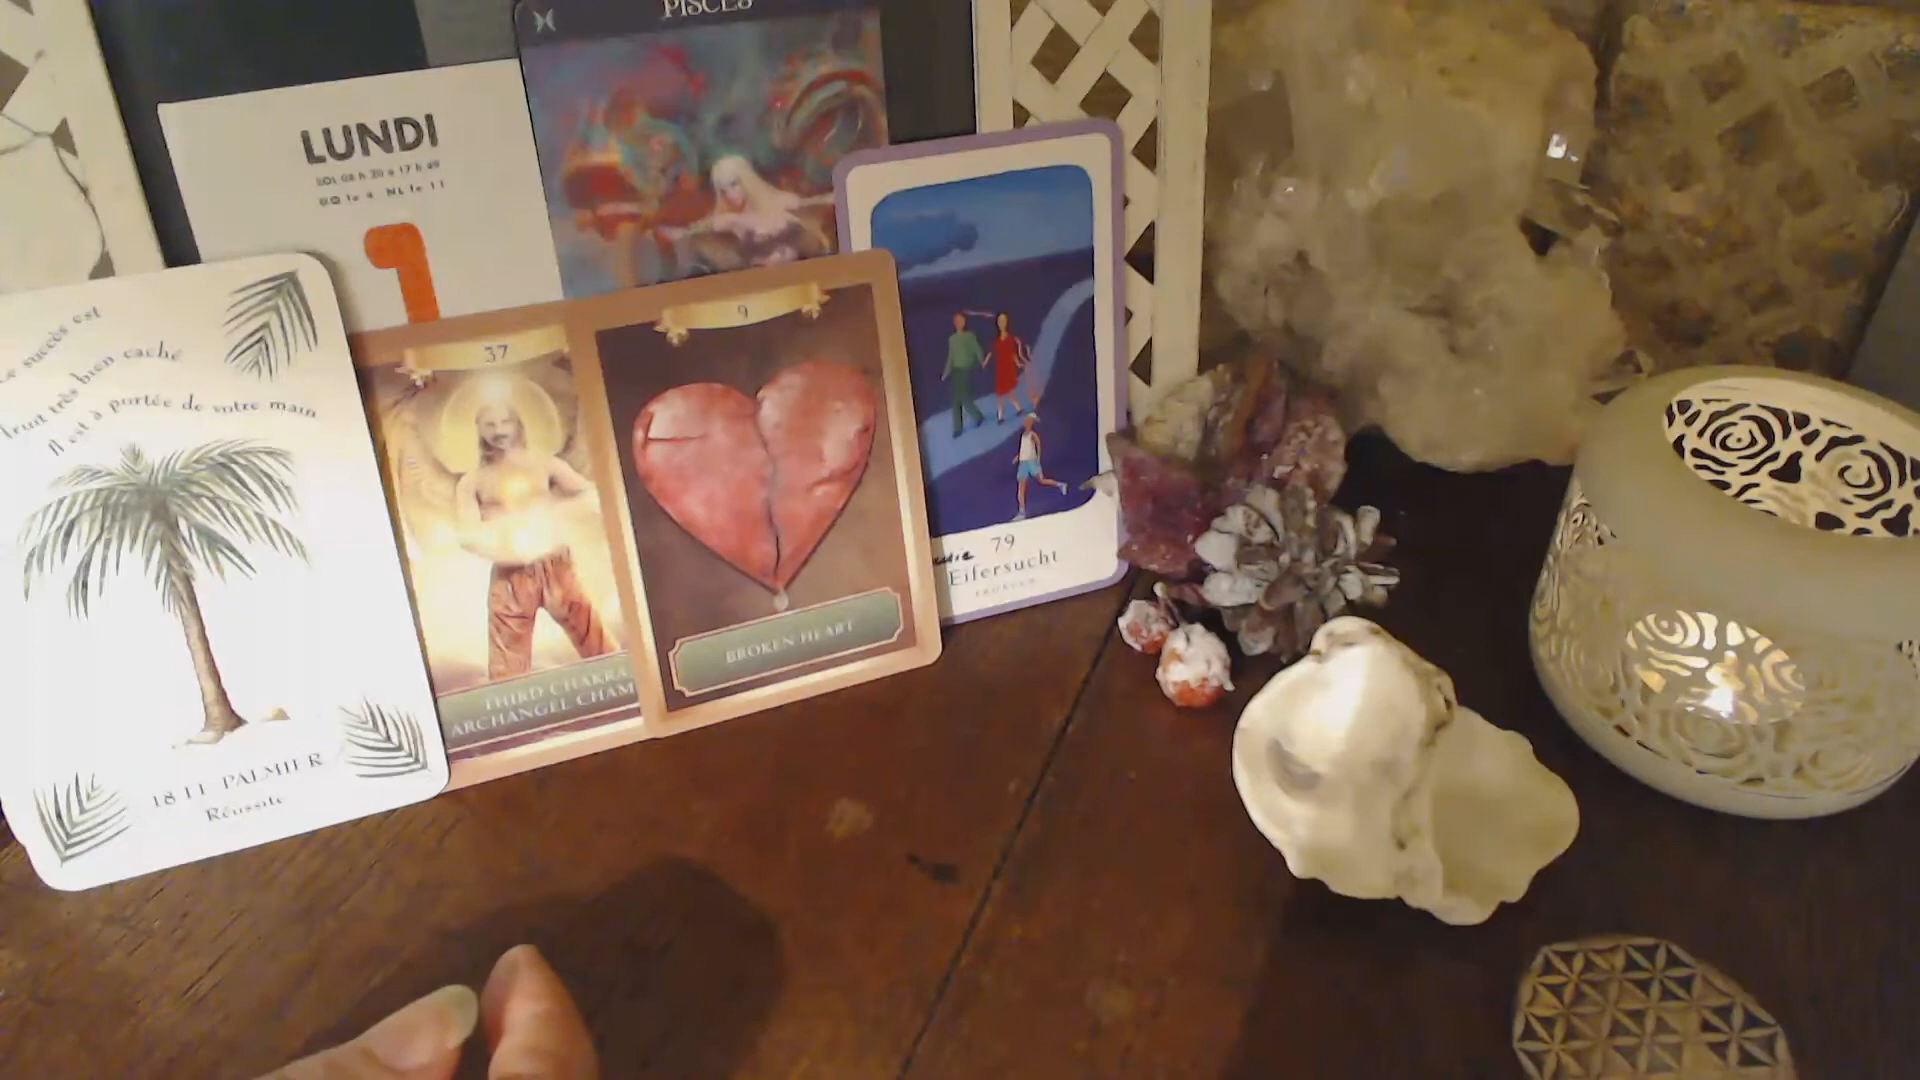 PISCES
LUNDI
SOL 08 h 20 à 17 h 49
DQ le 4 NL le 11
1
Le succès est
fruit très bien caché
Il est à portée de votre main
18 11 PALMIER
Réussite
37
THIRD CHAKRA
ARCHANGEL CHAM
9
BROKEN HEART
79
Eifersucht